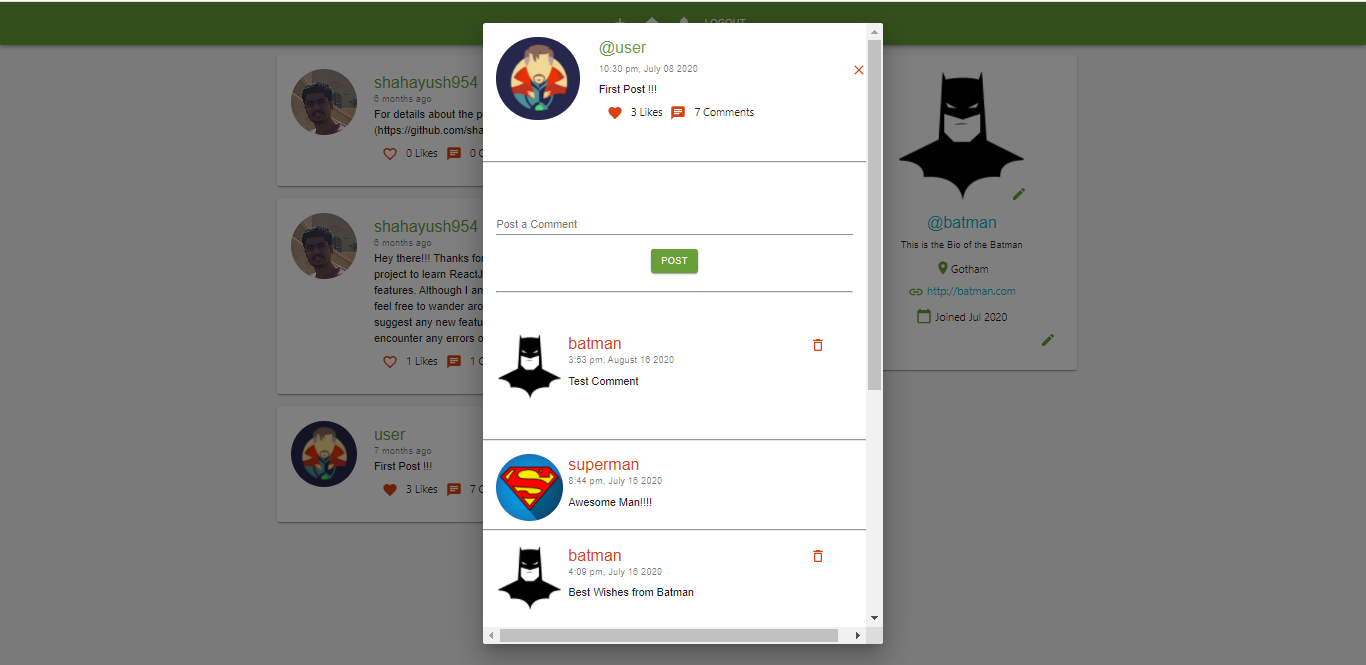 LOGOUT
@user
10:30 pm, July 08 2020
First Post !!!
3 Likes 7 Comments
Post a Comment
POST
batman
3:53 pm, August 16 2020
Test Comment
superman
8:44 pm, July 16 2020
Awesome Man!!!!
batman
4:09 pm, July 16 2020
Best Wishes from Batman
shahayush954
6 months ago
For details about the p
(https://github.com/sha
0 Likes 0 C
shahayush954
6 months ago
Hey there!!! Thanks for
project to learn ReactJ
features. Although I am
feel free to wander aro
suggest any new featu
encounter any errors o
1 Likes 1 C
user
7 months ago
First Post !!!
3 Likes 7 C
@batman
This is the Bio of the Batman
Gotham
http://batman.com
Joined Jul 2020